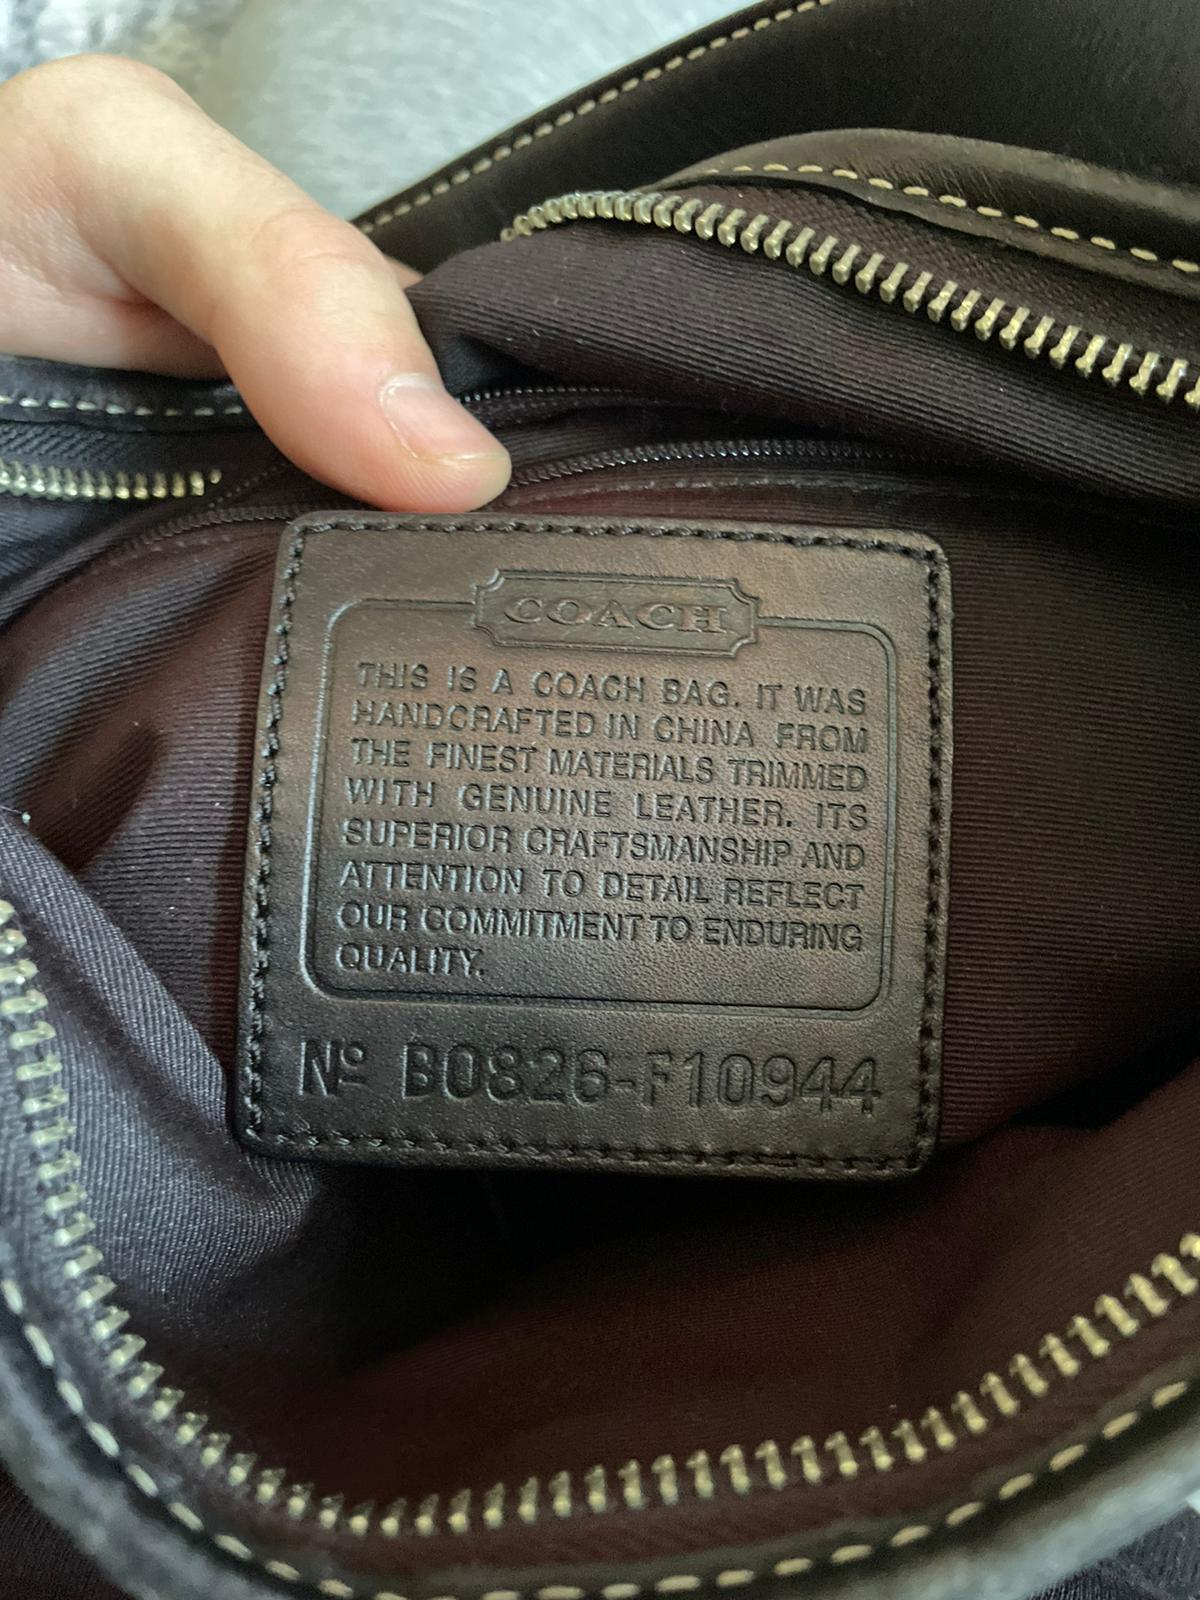 COACH
THIS IS A COACH BAG. IT WAS
HANDCRAFTED IN CHINA FROM
THE FINEST MATERIALS TRIMMED
WITH GENUINE LEATHER. ITS
SUPERIOR CRAFTSMANSHIP AND
ATTENTION TO DETAIL REFLECT
OUR COMMITMENT TO ENDURING
QUALITY.
Nº B0826-F10944